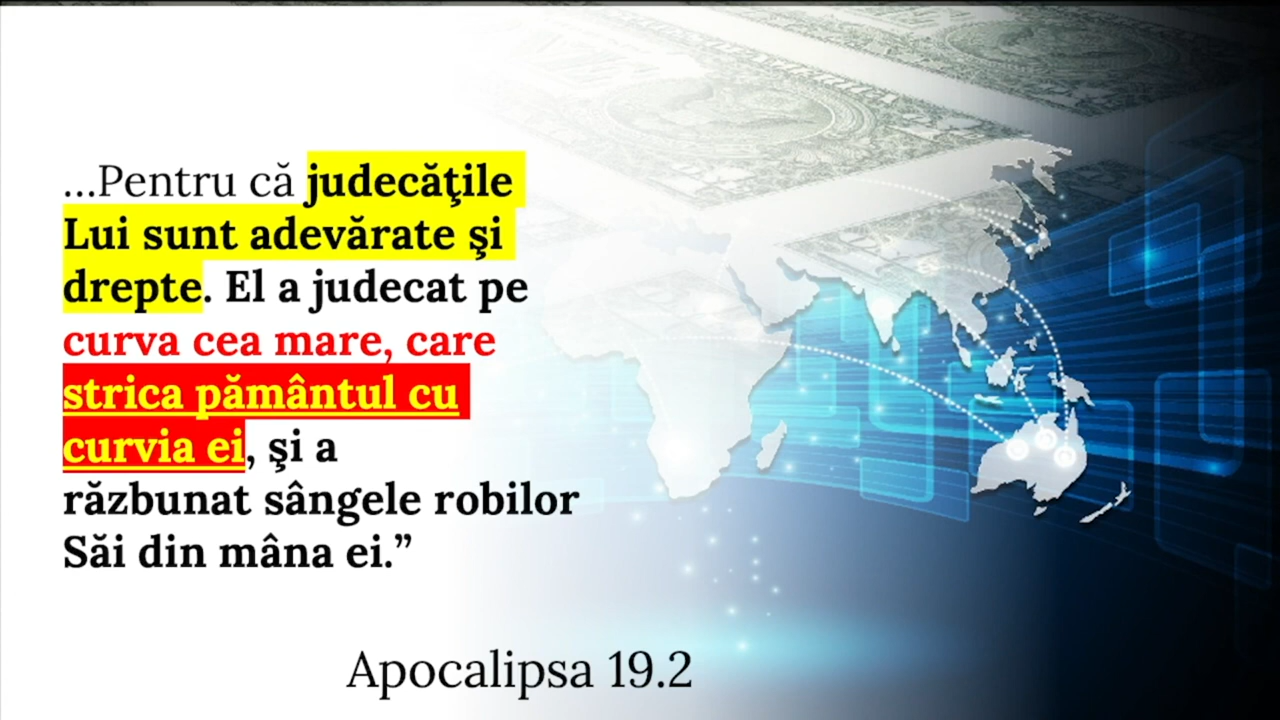 ...Pentru că judecăţile
Lui sunt adevărate şi
drepte. El a judecat pe
curva cea mare, care
strica pământul cu
curvia ei, şi a
răzbunat sângele robilor
Săi din mâna ei.”
Apocalipsa 19.2